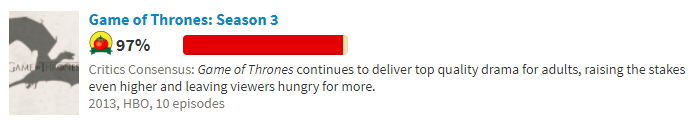 Game of Thrones: Season 3
97%
GAME OF THRONES
Critics Consensus: Game of Thrones continues to deliver top quality drama for adults, raising the stakes
even higher and leaving viewers hungry for more.
2013, HBO, 10 episodes